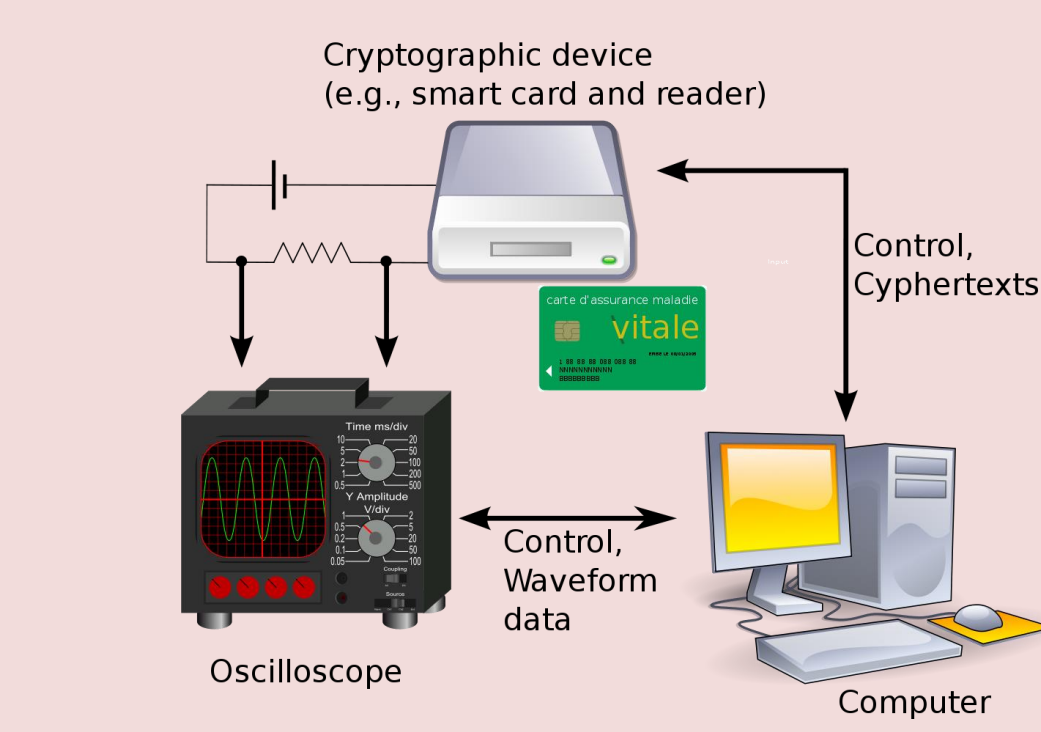 Cryptographic device
(e.g., smart card and reader)
Control,
Cyphertexts
carte d'assurance maladie
vitale
NNNNNNNNNNN
Time ms/div
10 20
5 50
2 100
1 200
0.5 500
Y Amplitude
V/div
1 2
0.5 5
0.2 20
0.1 50
0.05 100
Coupling
Source
Control,
Waveform
data
Oscilloscope
Computer